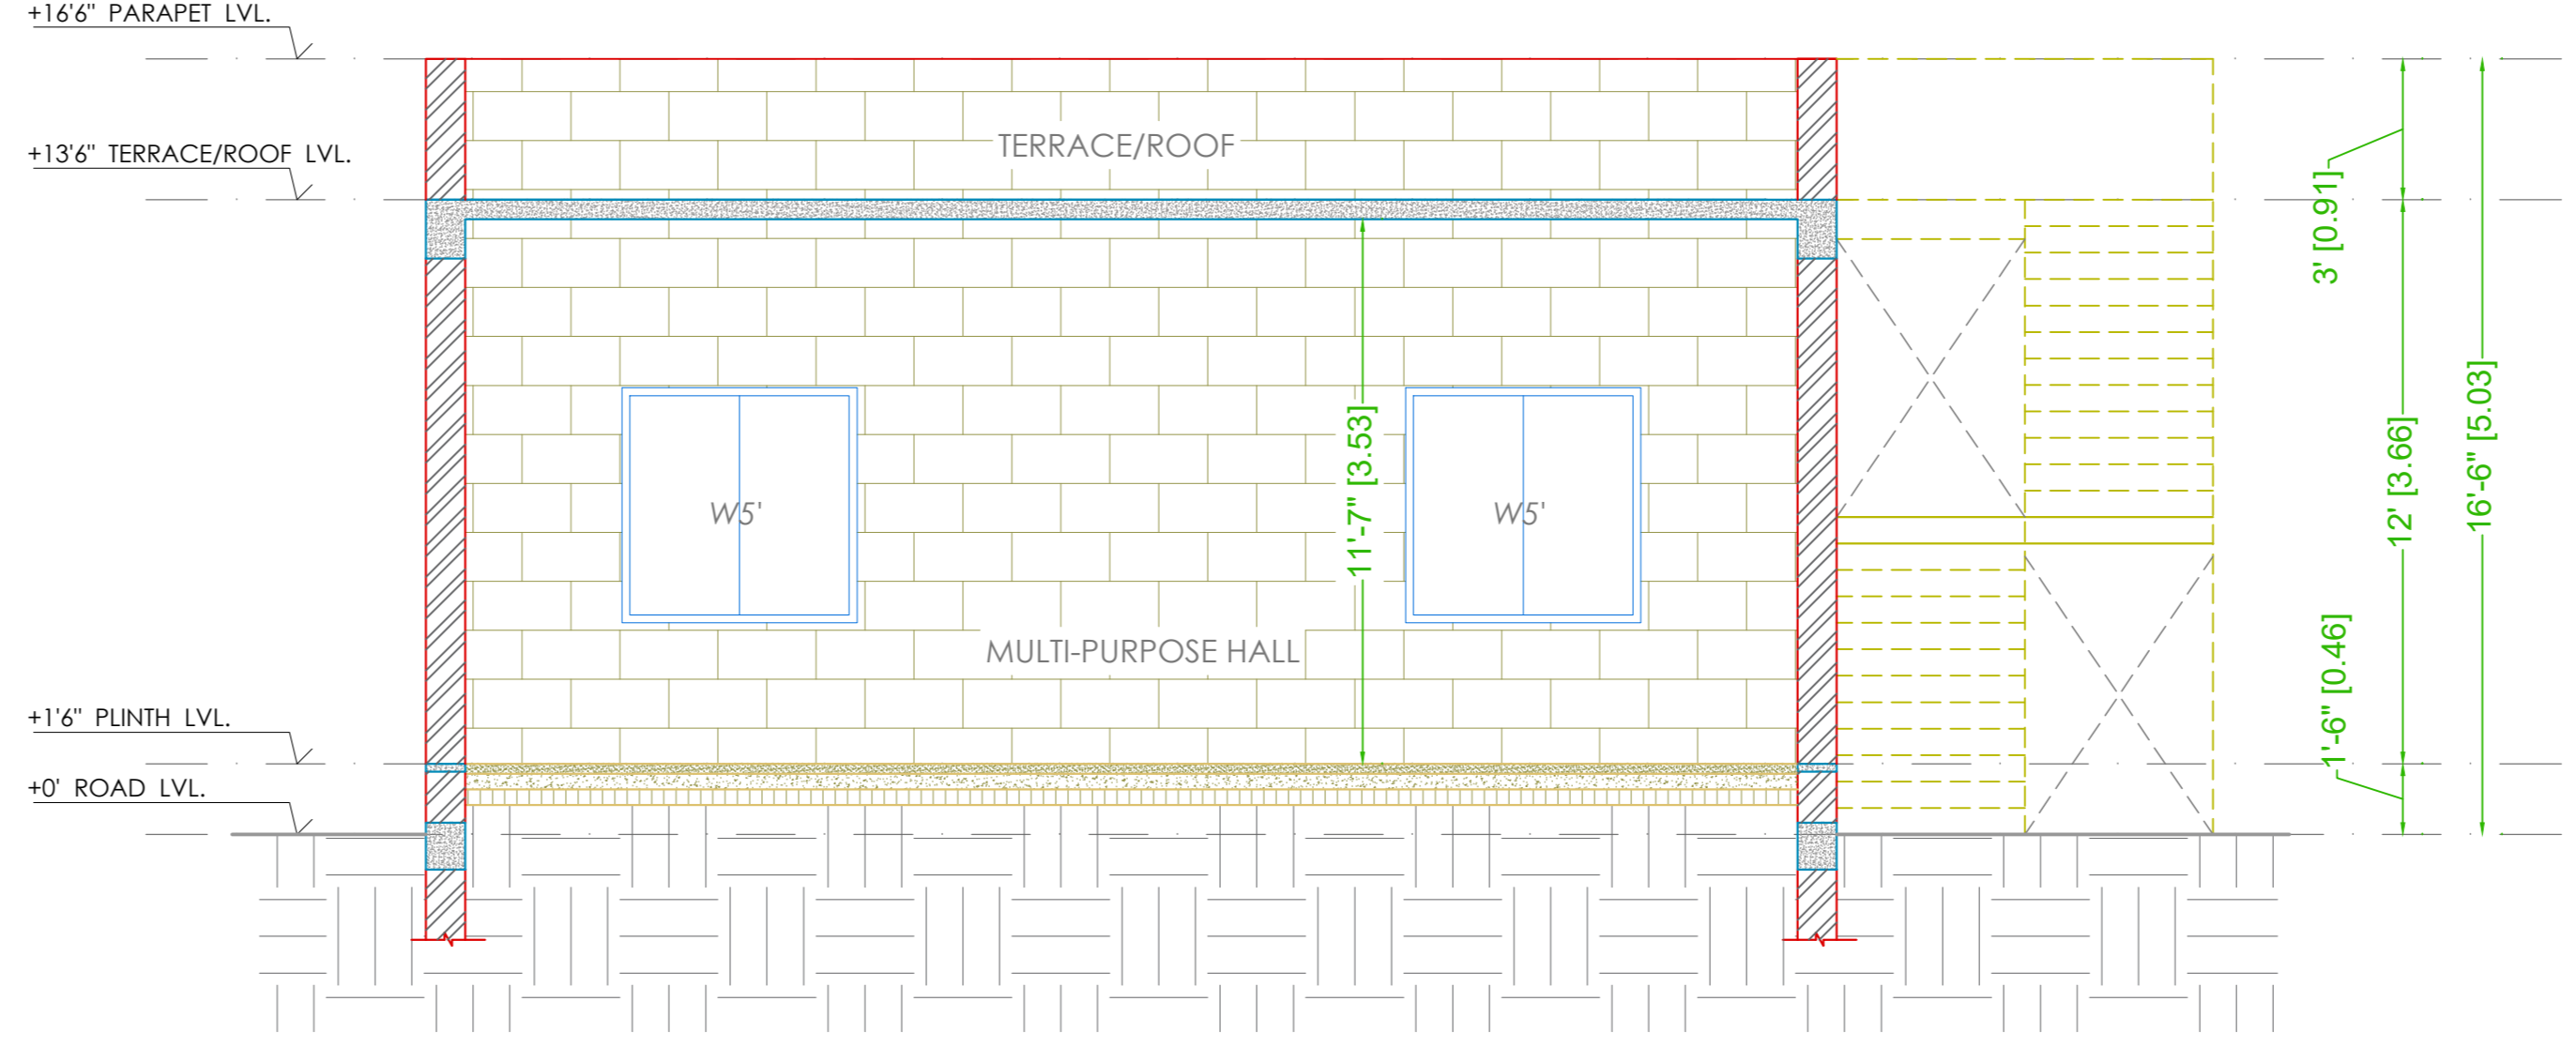 +16'6" PARAPET LVL.
+13'6" TERRACE/ROOF LVL.
+1'6" PLINTH LVL.
+0' ROAD LVL.
TERRACE/ROOF
W5'
W5'
MULTI-PURPOSE HALL
11'-7" [3.53]
3' [0.91]
1'-6" [0.46]
12' [3.66]
16'-6" [5.03]